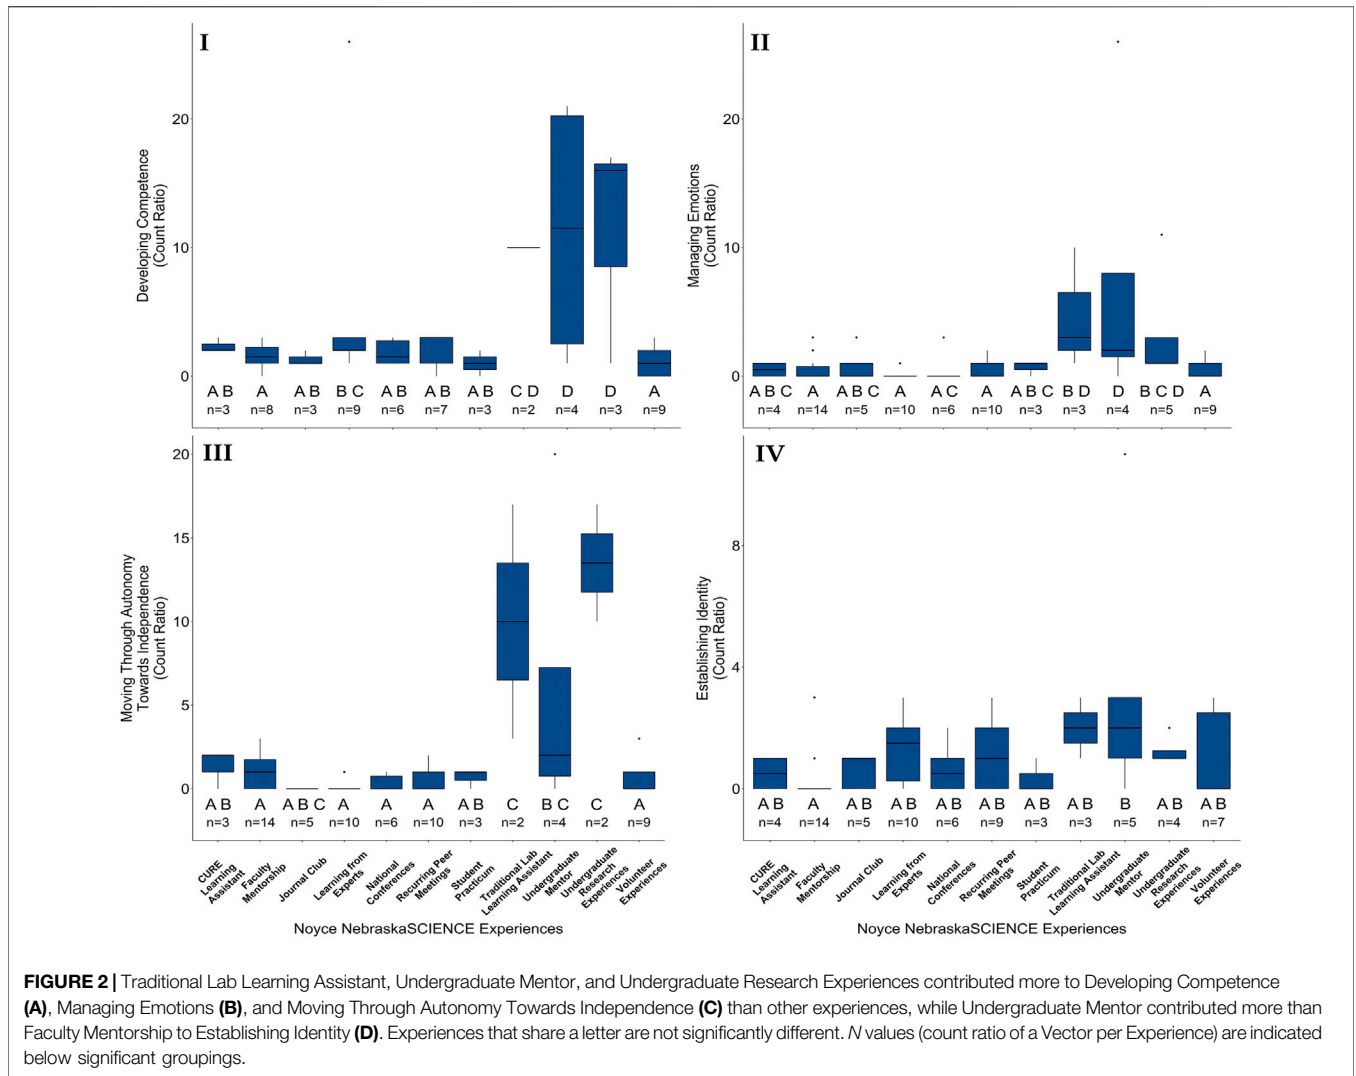 I
Developing Competence
(Count Ratio)
20
10
0
A B A A B B C A B A B A B C D D D A
n=3 n=8 n=3 n=9 n=6 n=7 n=3 n=2 n=4 n=3 n=9
II
Managing Emotions
(Count Ratio)
20
10
0
A B C A A B C A A C A A B C B D D B C D A
n=4 n=14 n=5 n=10 n=6 n=10 n=3 n=3 n=4 n=5 n=9
III
Moving Through Autonomy
Towards Independence
(Count Ratio)
20
15
10
5
0
A B A A B C A A A A B C B C C A
n=3 n=14 n=5 n=10 n=6 n=10 n=3 n=2 n=4 n=2 n=9
CURE
Learning
Assistant
Faculty
Mentorship
Journal Club
Learning from
Experts
National
Conferences
Recurring Peer
Meetings
Student
Practicum
Traditional Lab
Learning Assistant
Undergraduate
Mentor
Undergraduate
Research
Experiences
Volunteer
Experiences
Noyce NebraskaSCIENCE Experiences
IV
Establishing Identity
(Count Ratio)
8
4
0
A B A A B A B A B A B A B A B B A B A B
n=4 n=14 n=5 n=10 n=6 n=9 n=3 n=3 n=5 n=4 n=7
CURE
Learning
Assistant
Faculty
Mentorship
Journal Club
Learning from
Experts
National
Conferences
Recurring Peer
Meetings
Student
Practicum
Traditional Lab
Learning Assistant
Undergraduate
Mentor
Undergraduate
Research
Experiences
Volunteer
Experiences
Noyce NebraskaSCIENCE Experiences
FIGURE 2 | Traditional Lab Learning Assistant, Undergraduate Mentor, and Undergraduate Research Experiences contributed more to Developing Competence
(A), Managing Emotions (B), and Moving Through Autonomy Towards Independence (C) than other experiences, while Undergraduate Mentor contributed more than
Faculty Mentorship to Establishing Identity (D). Experiences that share a letter are not significantly different. N values (count ratio of a Vector per Experience) are indicated
below significant groupings.